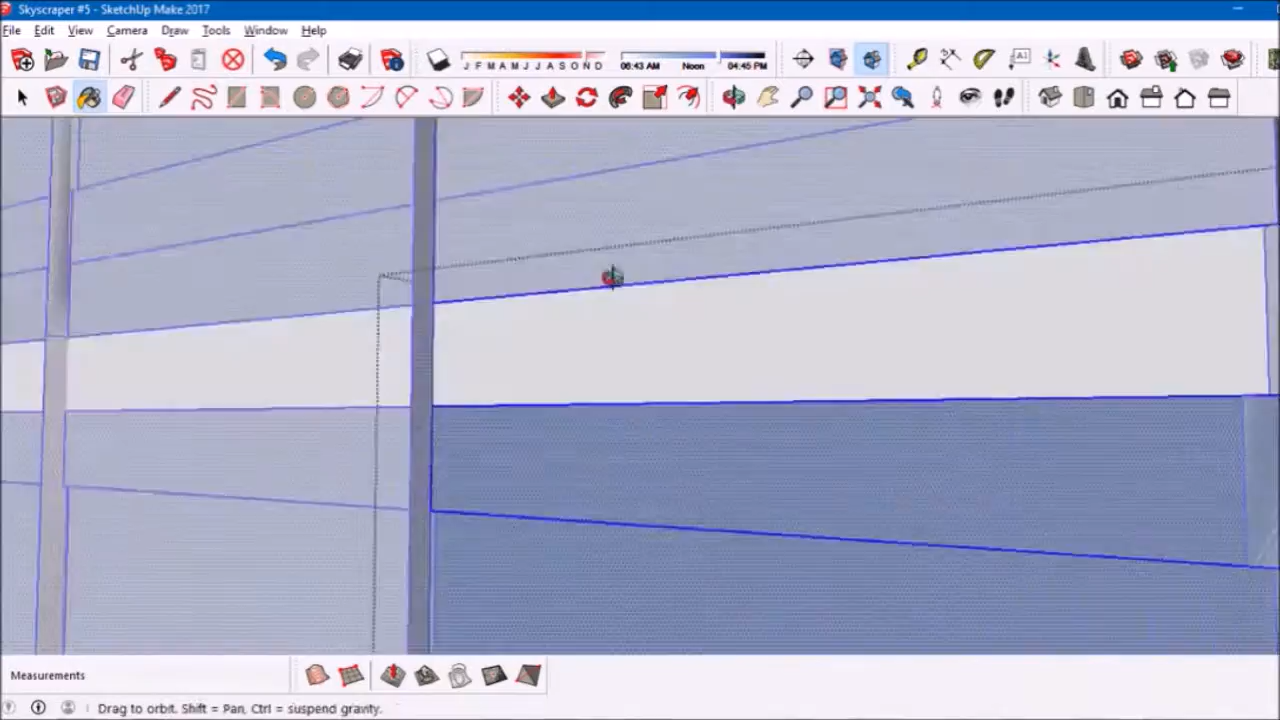 Skyscraper #5 - SketchUp Make 2017
File Edit View Camera Draw Tools Window Help
J F M A M J J A S O N D 06:43 AM Noon 04:45 PM
A1
Measurements
Drag to orbit. Shift = Pan, Ctrl = suspend gravity.